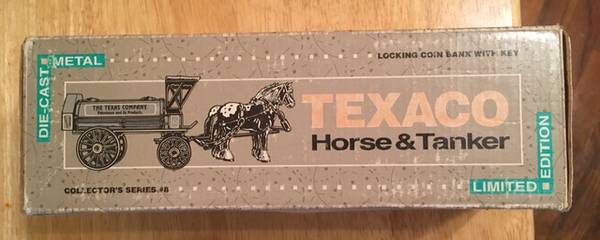 DIE-CAST METAL
LOCKING COIN BANK WITH KEY
THE TEXAS COMPANY
Petroleum and Its Products
TEXACO
Horse & Tanker
COLLECTOR'S SERIES #8
LIMITED EDITION